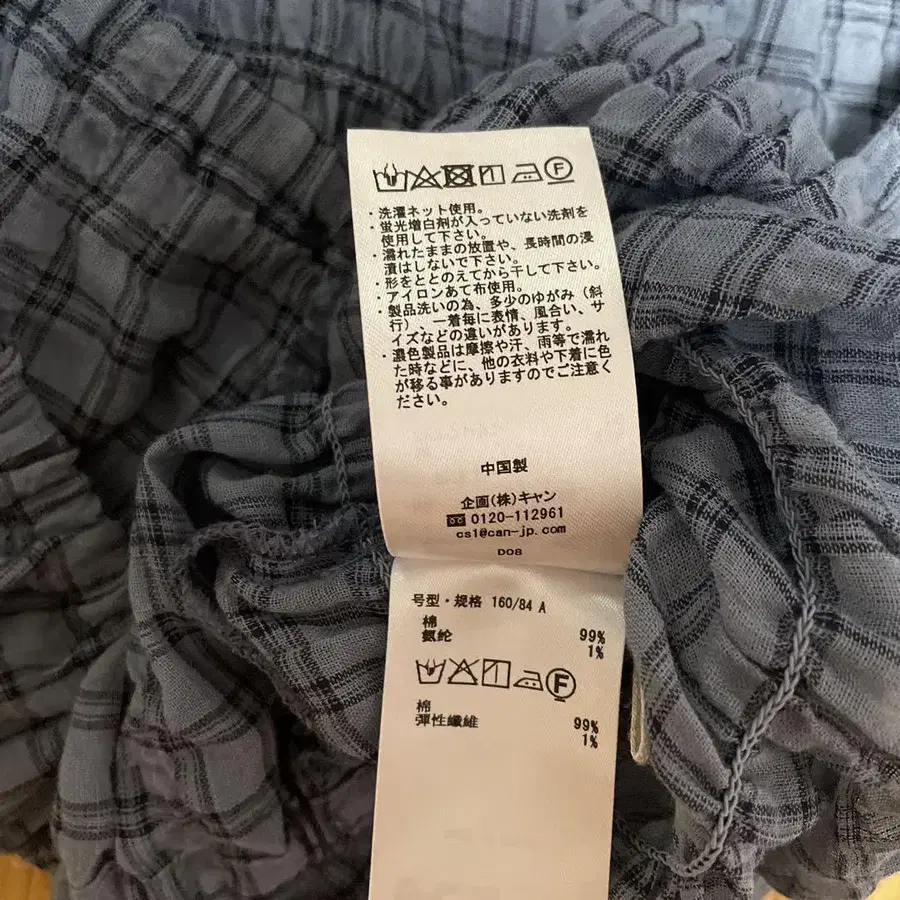 ・洗濯ネット使用。
・蛍光増白剤が入っていない洗剤を
使用して下さい。
・濡れたままの放置や、長時間の浸
漬はしないで下さい。
・形をととのえてから干して下さい。
・アイロンあて布使用。
・製品洗いの為、多少のゆがみ（斜
行）、一着毎に表情、風合い、サ
イズなどの違いがあります。
・濃色製品は摩擦や汗、雨等で濡れ
た時などに、他の衣料や下着に色
が移る事がありますのでご注意く
ださい。
中国製
企画(株)キャン
0120-112961
cs1@can-jp.com
D08
号型・規格 160/84 A
棉 99%
氨纶 1%
F
棉 99%
彈性纖維 1%